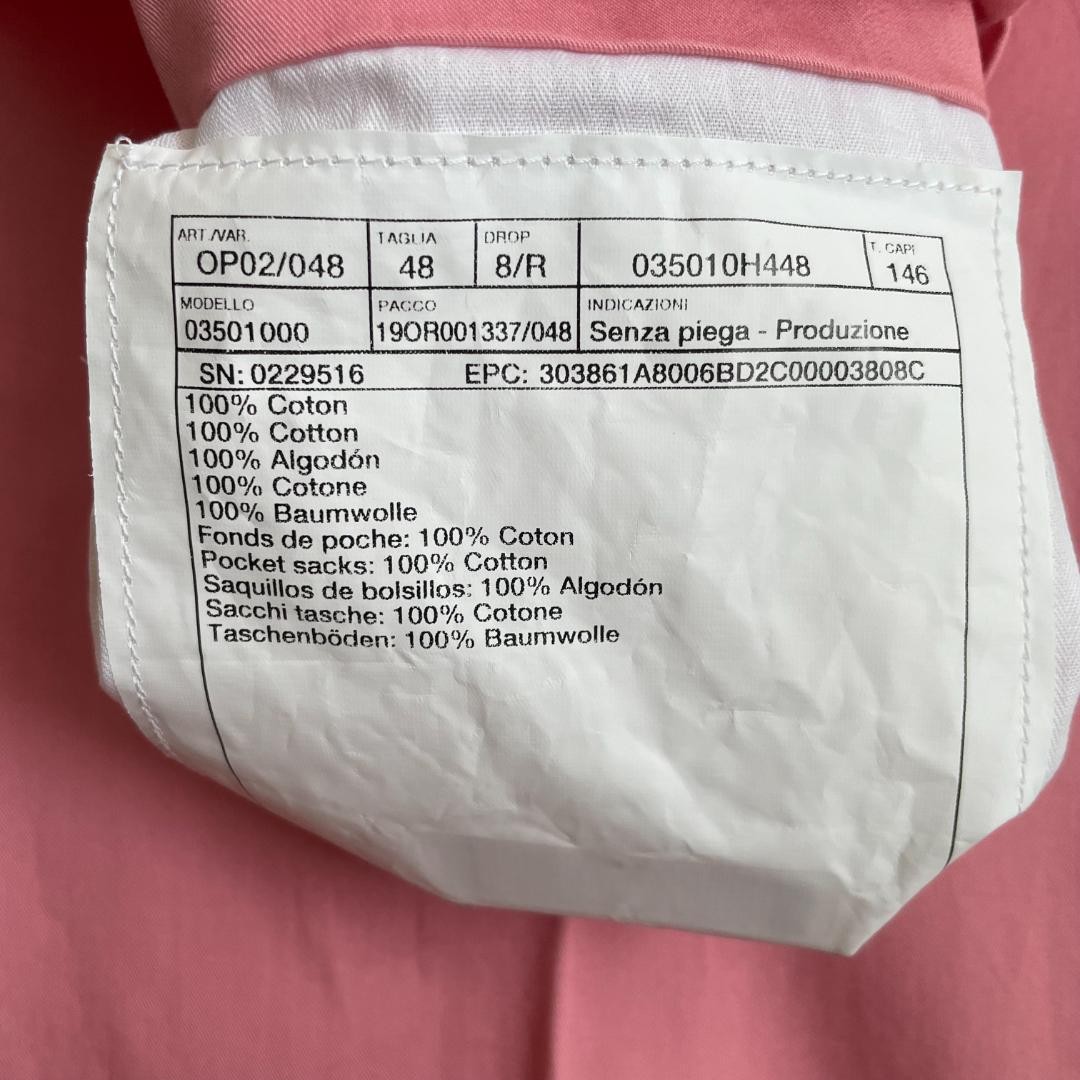 ART./VAR. TAGLIA DROP T. CAPI
OP02/048 48 8/R 035010H448 146
MODELLO PACCO INDICAZIONI
03501000 19OR001337/048 Senza piega - Produzione
SN: 0229516 EPC: 303861A8006BD2C00003808C
100% Coton
100% Cotton
100% Algodón
100% Cotone
100% Baumwolle
Fonds de poche: 100% Coton
Pocket sacks: 100% Cotton
Saquillos de bolsillos: 100% Algodón
Sacchi tasche: 100% Cotone
Taschenböden: 100% Baumwolle